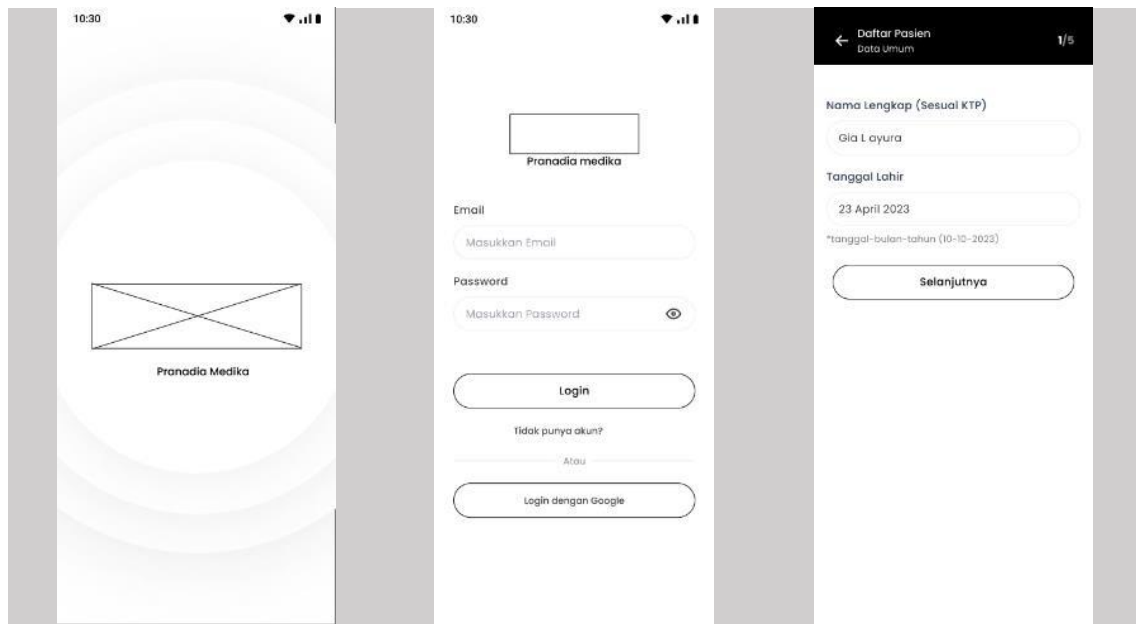 10:30
Pranadia Medika
10:30
Pranadia medika
Email
Masukkan Email
Password
Masukkan Password
Login
Tidak punya akun?
Atau
Login dengan Google
Daftar Pasien
Data Umum
1/5
Nama Lengkap (Sesuai KTP)
Gia L ayura
Tanggal Lahir
23 April 2023
*tanggal-bulan-tahun (10-10-2023)
Selanjutnya